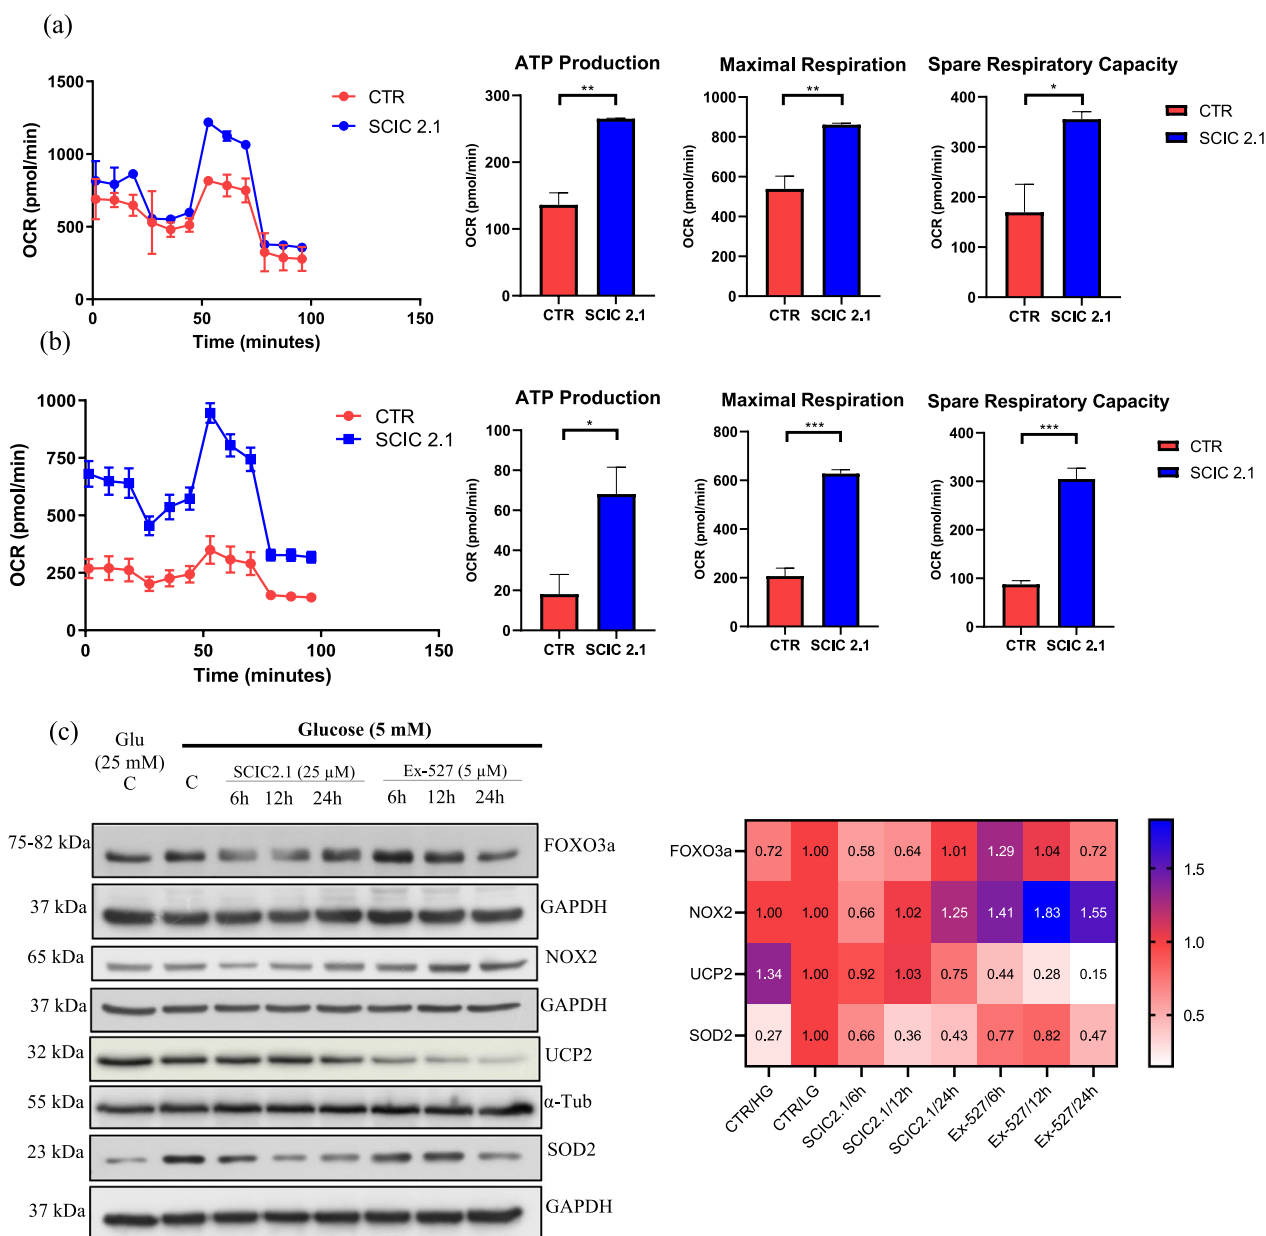 (a)
1500
1000
500
0
0 50 100 150
OCR (pmol/min)
Time (minutes)
CTR
SCIC 2.1
ATP Production
**
300
200
100
0
OCR (pmol/min)
CTR SCIC 2.1
Maximal Respiration
**
1000
800
600
400
200
0
OCR (pmol/min)
CTR SCIC 2.1
Spare Respiratory Capacity
*
400
300
200
100
0
OCR (pmol/min)
CTR SCIC 2.1
CTR
SCIC 2.1
(b)
1000
750
500
250
0
0 50 100 150
OCR (pmol/min)
Time (minutes)
CTR
SCIC 2.1
ATP Production
*
100
80
60
40
20
0
OCR (pmol/min)
CTR SCIC 2.1
Maximal Respiration
***
800
600
400
200
0
OCR (pmol/min)
CTR SCIC 2.1
Spare Respiratory Capacity
***
400
300
200
100
0
OCR (pmol/min)
CTR SCIC 2.1
CTR
SCIC 2.1
(c)
Glu
(25 mM)
C
Glucose (5 mM)
C
SCIC2.1 (25 µM)
6h 12h 24h
Ex-527 (5 µM)
6h 12h 24h
75-82 kDa FOXO3a
37 kDa GAPDH
65 kDa NOX2
37 kDa GAPDH
32 kDa UCP2
55 kDa α-Tub
23 kDa SOD2
37 kDa GAPDH
FOXO3a 0.72 1.00 0.58 0.64 1.01 1.29 1.04 0.72
NOX2 1.00 1.00 0.66 1.02 1.25 1.41 1.83 1.55
UCP2 1.34 1.00 0.92 1.03 0.75 0.44 0.28 0.15
SOD2 0.27 1.00 0.66 0.36 0.43 0.77 0.82 0.47
CTR/HG
CTR/LG
SCIC2.1/6h
SCIC2.1/12h
SCIC2.1/24h
Ex-527/6h
Ex-527/12h
Ex-527/24h
1.5
1.0
0.5